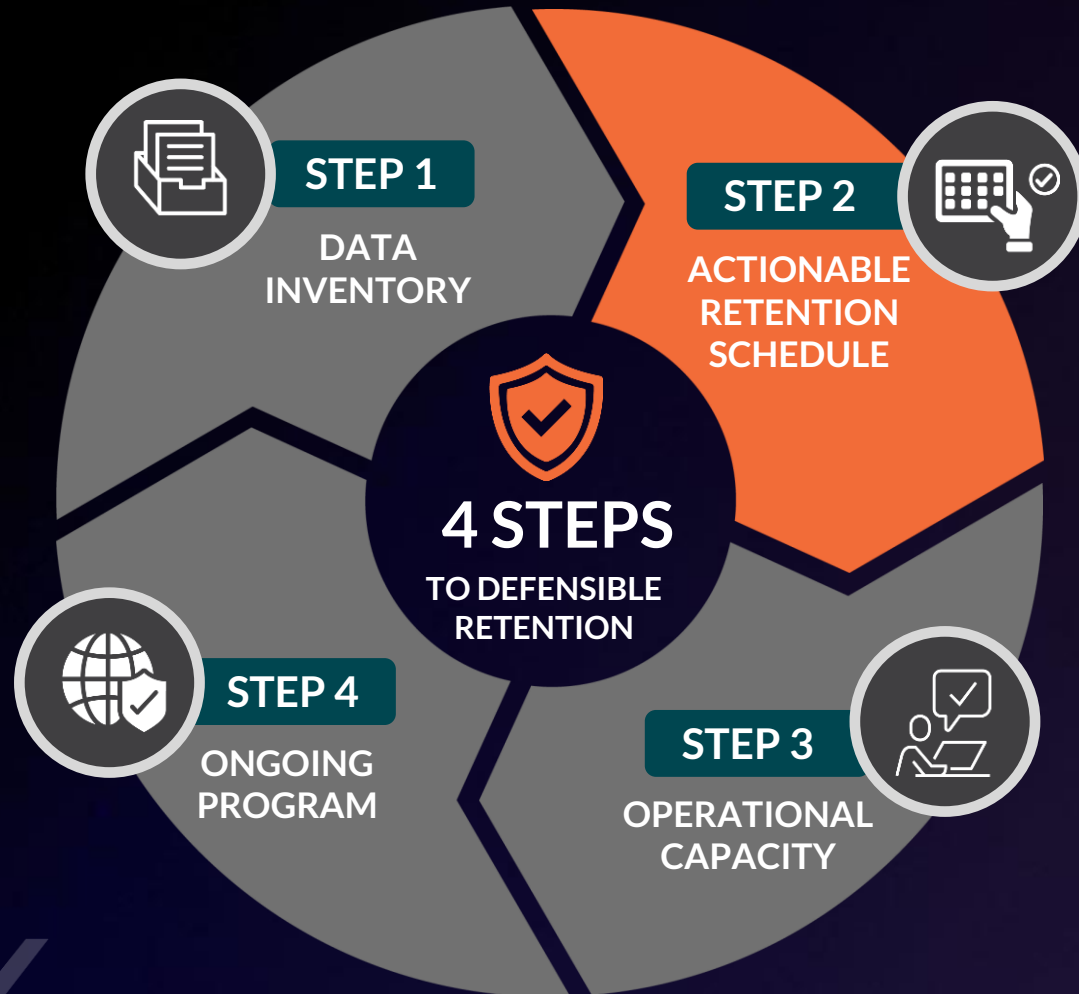 STEP 1
DATA
INVENTORY
STEP 2
ACTIONABLE
RETENTION
SCHEDULE
4 STEPS
TO DEFENSIBLE
RETENTION
STEP 3
OPERATIONAL
CAPACITY
STEP 4
ONGOING
PROGRAM